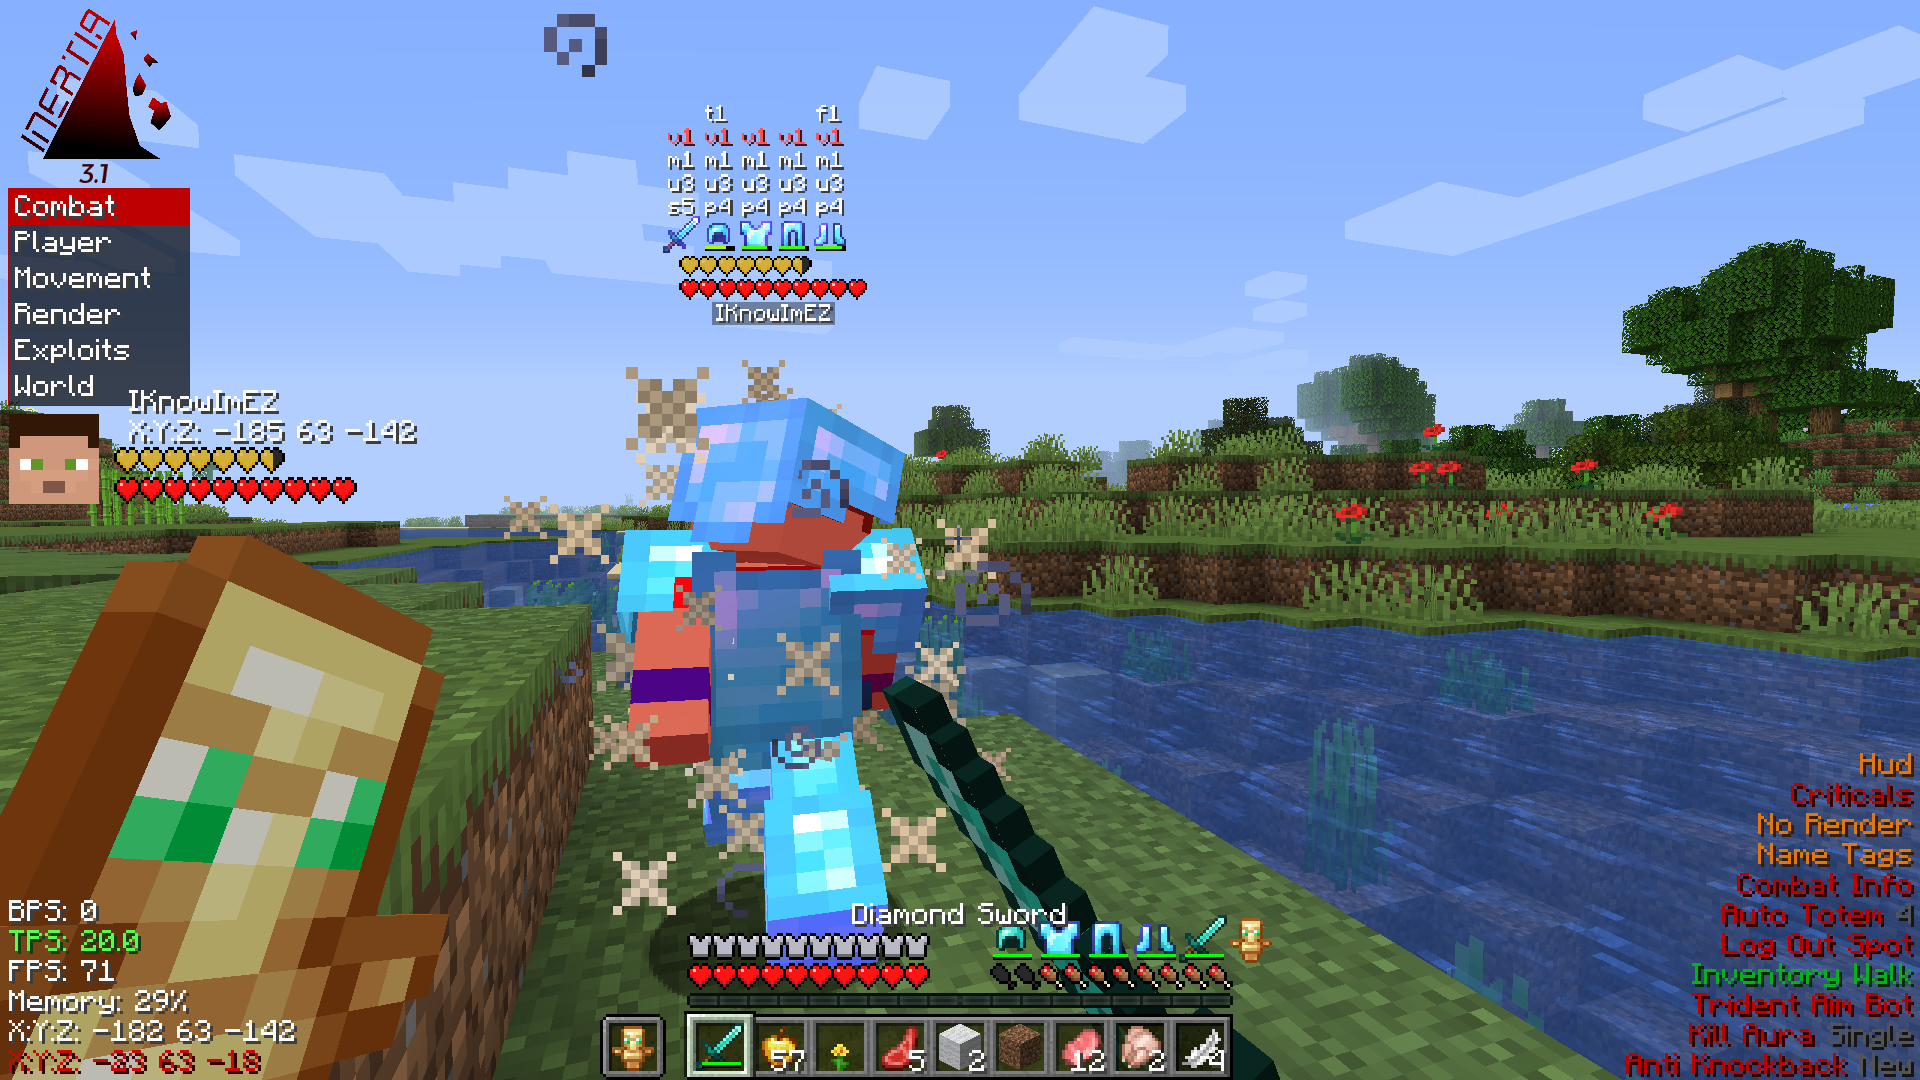 INERTIA
3.1
Combat
Player
Movement
Render
Exploits
World
IKnowImEZ
X:Y:Z: -185 63 -142
t1 f1
v1 v1 v1 v1 v1
m1 m1 m1 m1 m1
u3 u3 u3 u3 u3
s5 p4 p4 p4 p4
IKnowImEZ
BPS: 0
TPS: 20.0
FPS: 71
Memory: 29%
X:Y:Z: -182 63 -142
X:Y:Z: -23 63 -18
Diamond Sword
57 5 2 12 2 4
Hud
Criticals
No Render
Name Tags
Combat Info
Auto Totem 4
Log Out Spot
Inventory Walk
Trident Aim Bot
Kill Aura Single
Anti Knockback New